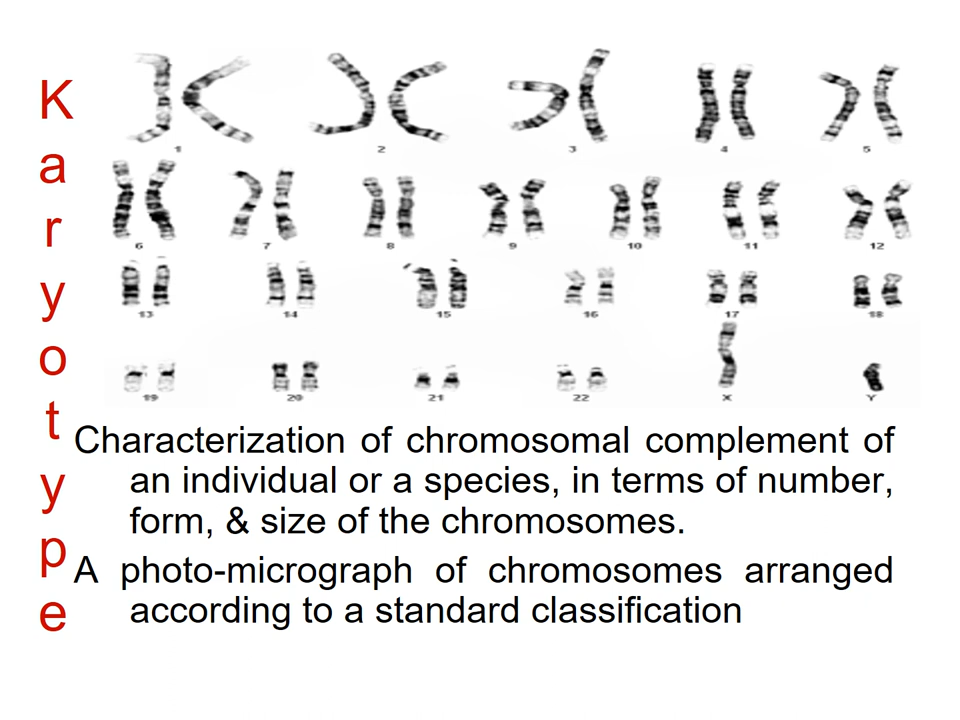 Karyotype
1 2 3 4 5
6 7 8 9 10 11 12
13 14 15 16 17 18
19 20 21 22 X Y
Characterization of chromosomal complement of
an individual or a species, in terms of number,
form, & size of the chromosomes.
A photo-micrograph of chromosomes arranged
according to a standard classification